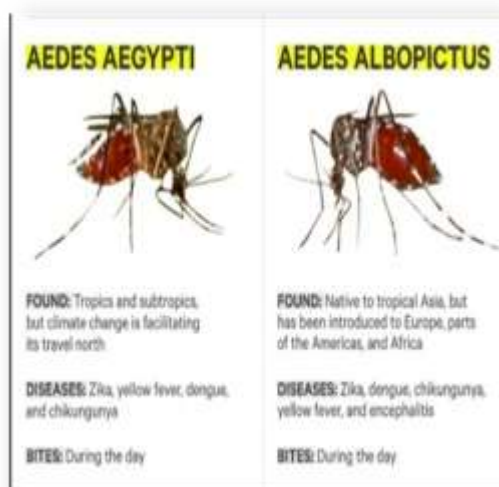 AEDES AEGYPTI
FOUND: Tropics and subtropics,
but climate change is facilitating
its travel north
DISEASES: Zika, yellow fever, dengue,
and chikungunya
BITES: During the day
AEDES ALBOPICTUS
FOUND: Native to tropical Asia, but
has been introduced to Europe, parts
of the Americas, and Africa
DISEASES: Zika, dengue, chikungunya,
yellow fever, and encephalitis
BITES: During the day